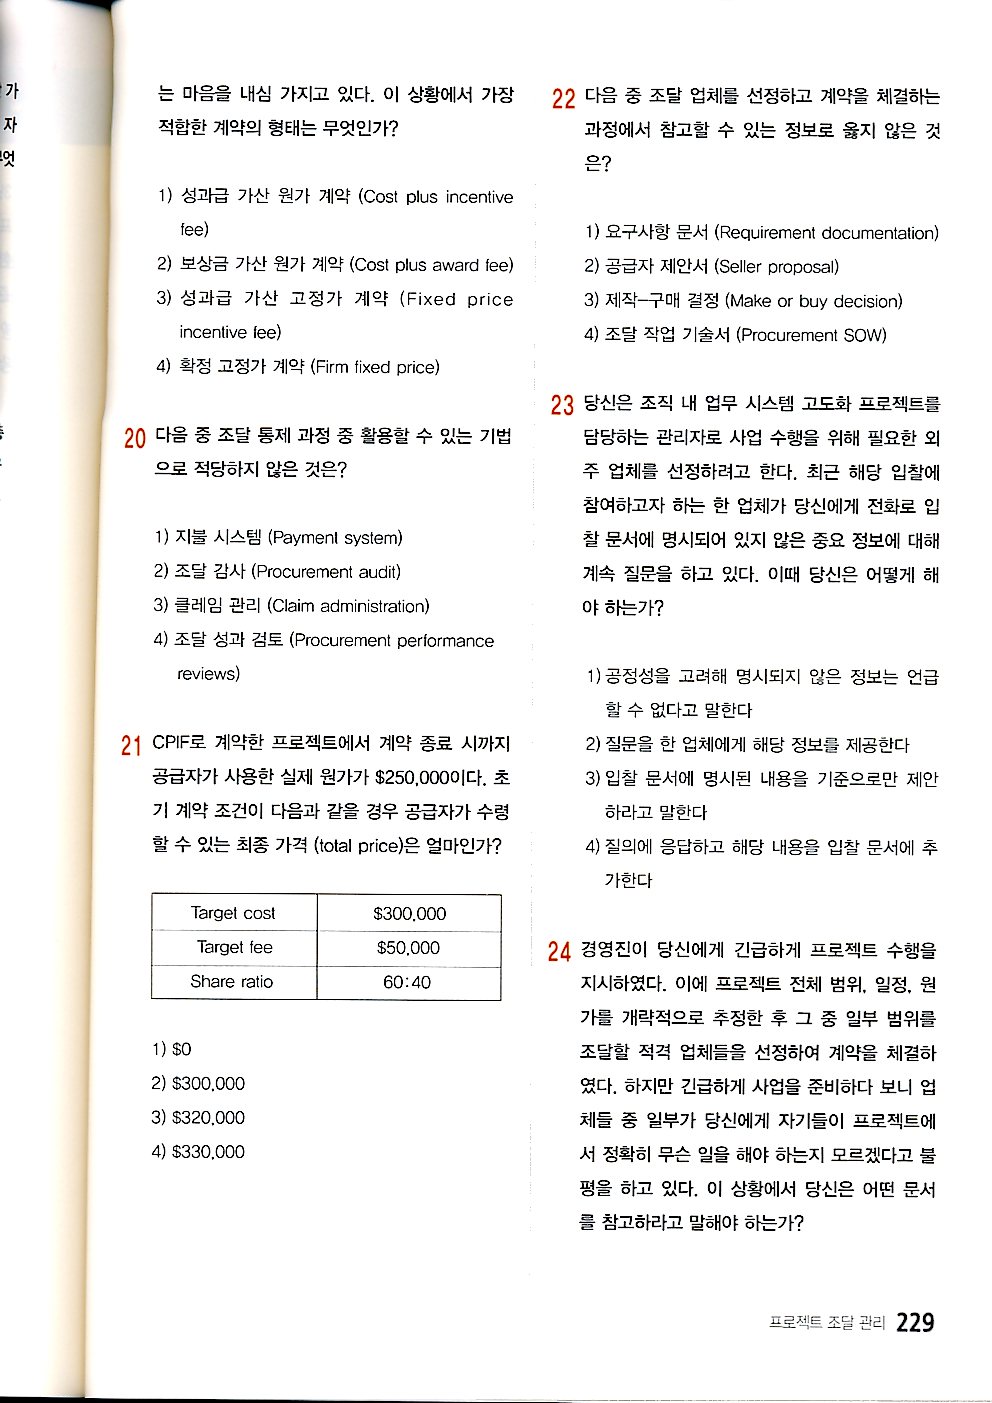 가
자
엇
는 마음을 내심 가지고 있다. 이 상황에서 가장
적합한 계약의 형태는 무엇인가?
1) 성과급 가산 원가 계약 (Cost plus incentive
fee)
2) 보상금 가산 원가 계약 (Cost plus award fee)
3) 성과급 가산 고정가 계약 (Fixed price
incentive fee)
4) 확정 고정가 계약 (Firm fixed price)
20 다음 중 조달 통제 과정 중 활용할 수 있는 기법
으로 적당하지 않은 것은?
1) 지불 시스템 (Payment system)
2) 조달 감사 (Procurement audit)
3) 클레임 관리 (Claim administration)
4) 조달 성과 검토 (Procurement performance
reviews)
21 CPIF로 계약한 프로젝트에서 계약 종료 시까지
공급자가 사용한 실제 원가가 $250,000이다. 초
기 계약 조건이 다음과 같을 경우 공급자가 수령
할 수 있는 최종 가격 (total price)은 얼마인가?
Target cost $300,000
Target fee $50,000
Share ratio 60:40
1) $0
2) $300,000
3) $320,000
4) $330,000
22 다음 중 조달 업체를 선정하고 계약을 체결하는
과정에서 참고할 수 있는 정보로 옳지 않은 것
은?
1) 요구사항 문서 (Requirement documentation)
2) 공급자 제안서 (Seller proposal)
3) 제작-구매 결정 (Make or buy decision)
4) 조달 작업 기술서 (Procurement SOW)
23 당신은 조직 내 업무 시스템 고도화 프로젝트를
담당하는 관리자로 사업 수행을 위해 필요한 외
주 업체를 선정하려고 한다. 최근 해당 입찰에
참여하고자 하는 한 업체가 당신에게 전화로 입
찰 문서에 명시되어 있지 않은 중요 정보에 대해
계속 질문을 하고 있다. 이때 당신은 어떻게 해
야 하는가?
1) 공정성을 고려해 명시되지 않은 정보는 언급
할 수 없다고 말한다
2) 질문을 한 업체에게 해당 정보를 제공한다
3) 입찰 문서에 명시된 내용을 기준으로만 제안
하라고 말한다
4) 질의에 응답하고 해당 내용을 입찰 문서에 추
가한다
24 경영진이 당신에게 긴급하게 프로젝트 수행을
지시하였다. 이에 프로젝트 전체 범위, 일정, 원
가를 개략적으로 추정한 후 그 중 일부 범위를
조달할 적격 업체들을 선정하여 계약을 체결하
였다. 하지만 긴급하게 사업을 준비하다 보니 업
체들 중 일부가 당신에게 자기들이 프로젝트에
서 정확히 무슨 일을 해야 하는지 모르겠다고 불
평을 하고 있다. 이 상황에서 당신은 어떤 문서
를 참고하라고 말해야 하는가?
프로젝트 조달 관리 229